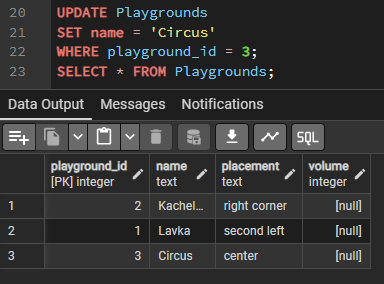 20 UPDATE Playgrounds
21 SET name = 'Circus'
22 WHERE playground_id = 3;
23 SELECT * FROM Playgrounds;
Data Output Messages Notifications
SQL
playground_id name placement volume
[PK] integer text text integer
1 2 Kachel... right corner [null]
2 1 Lavka second left [null]
3 3 Circus center [null]